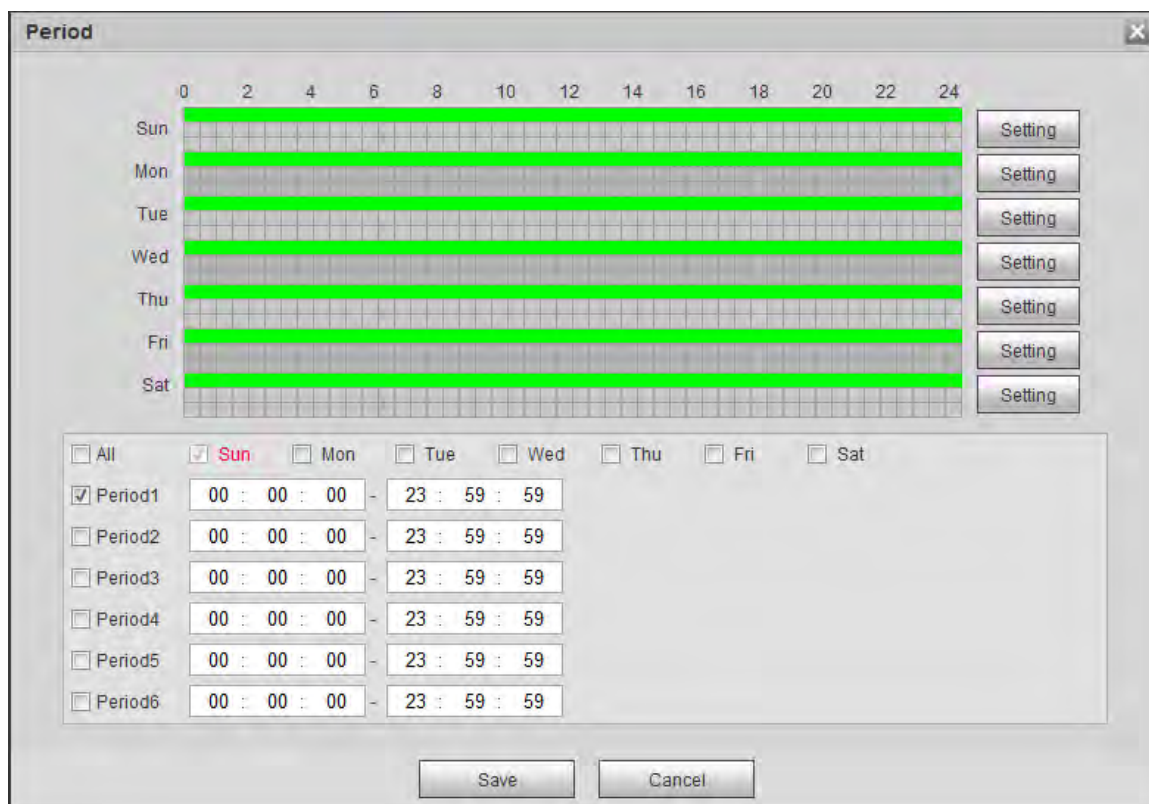 Period
0 2 4 6 8 10 12 14 16 18 20 22 24
Sun Setting
Mon Setting
Tue Setting
Wed Setting
Thu Setting
Fri Setting
Sat Setting
All Sun Mon Tue Wed Thu Fri Sat
Period1 00 : 00 : 00 - 23 : 59 : 59
Period2 00 : 00 : 00 - 23 : 59 : 59
Period3 00 : 00 : 00 - 23 : 59 : 59
Period4 00 : 00 : 00 - 23 : 59 : 59
Period5 00 : 00 : 00 - 23 : 59 : 59
Period6 00 : 00 : 00 - 23 : 59 : 59
Save Cancel